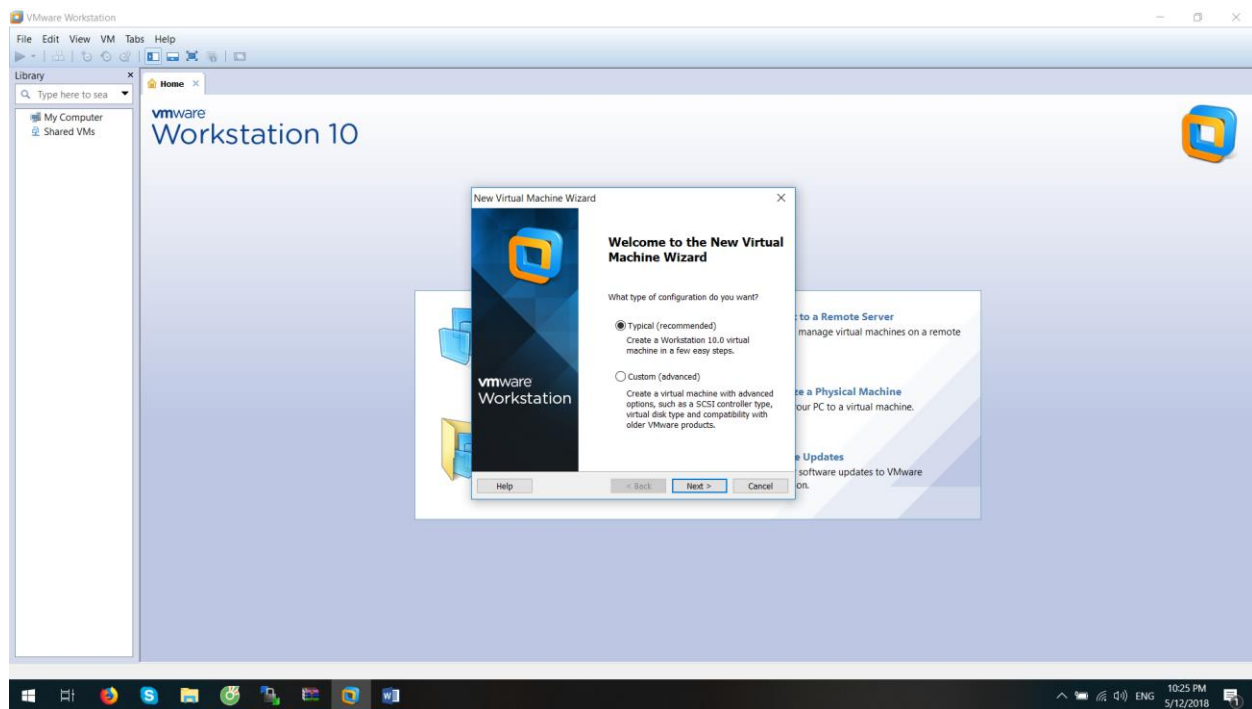 VMware Workstation
File Edit View VM Tabs Help
Library
Type here to sea
Home
My Computer
Shared VMs
vmware
Workstation 10
New Virtual Machine Wizard
Welcome to the New Virtual
Machine Wizard
What type of configuration do you want?
Typical (recommended)
Create a Workstation 10.0 virtual
machine in a few easy steps.
Custom (advanced)
Create a virtual machine with advanced
options, such as a SCSI controller type,
virtual disk type and compatibility with
older VMware products.
vmware
Workstation
Help
< Back
Next >
Cancel
to a Remote Server
manage virtual machines on a remote
e a Physical Machine
our PC to a virtual machine.
e Updates
software updates to VMware
on.
ENG
10:25 PM
5/12/2018